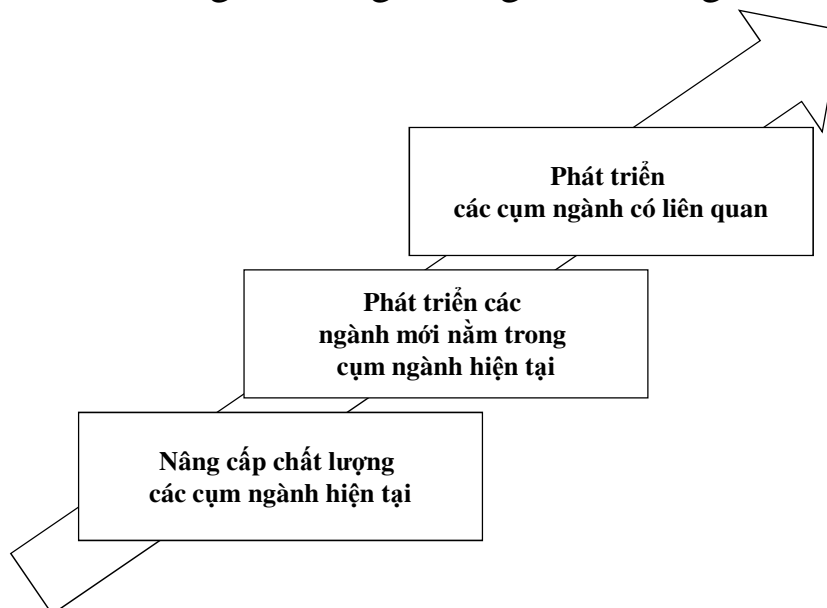 Phát triển
các cụm ngành có liên quan
Phát triển các
ngành mới nằm trong
cụm ngành hiện tại
Nâng cấp chất lượng
các cụm ngành hiện tại